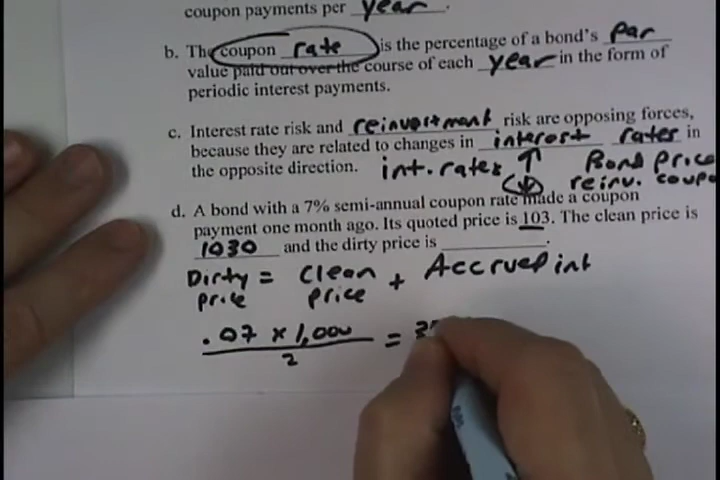 coupon payments per year.
b. The coupon rate is the percentage of a bond's par
value paid out over the course of each year in the form of
periodic interest payments.
c. Interest rate risk and reinvestment risk are opposing forces,
because they are related to changes in interest rates in
the opposite direction. int. rates ↑ Bond price
reinv. coup
d. A bond with a 7% semi-annual coupon rate made a coupon
payment one month ago. Its quoted price is 103. The clean price is
1030 and the dirty price is ________.
Dirty price = Clean price + Accrued int
.07 x 1,000 / 2 = 35